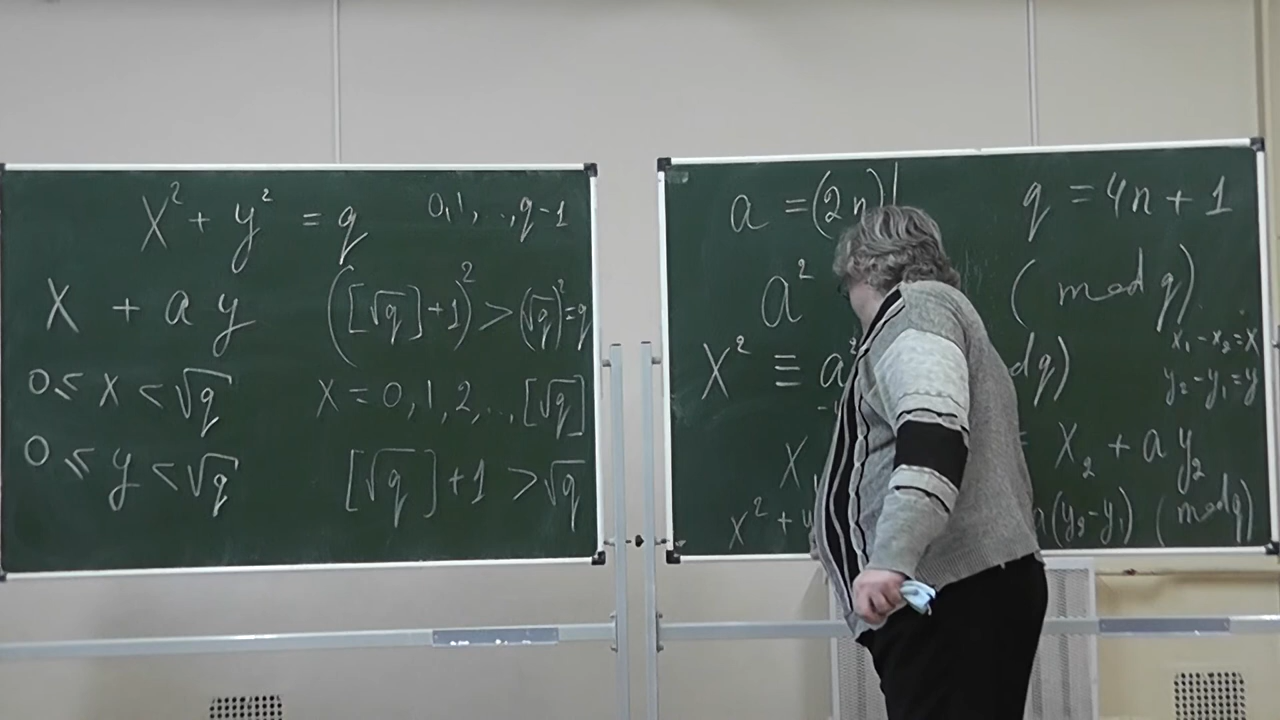 x² + y² = q 0,1,...,q-1
x + a y ([√q]+1)² > (√q)² = q
0 ≤ x < √q x = 0,1,2,...,[√q]
0 ≤ y < √q [√q]+1 > √q
a = (2n)! q = 4n + 1
a² (mod q)
x₁ - x₂ = x
x² ≡ a² dq)
y₂ - y₁ = y
x = x₂ + a y₂
x² + a(y₂-y₁) (mod q)